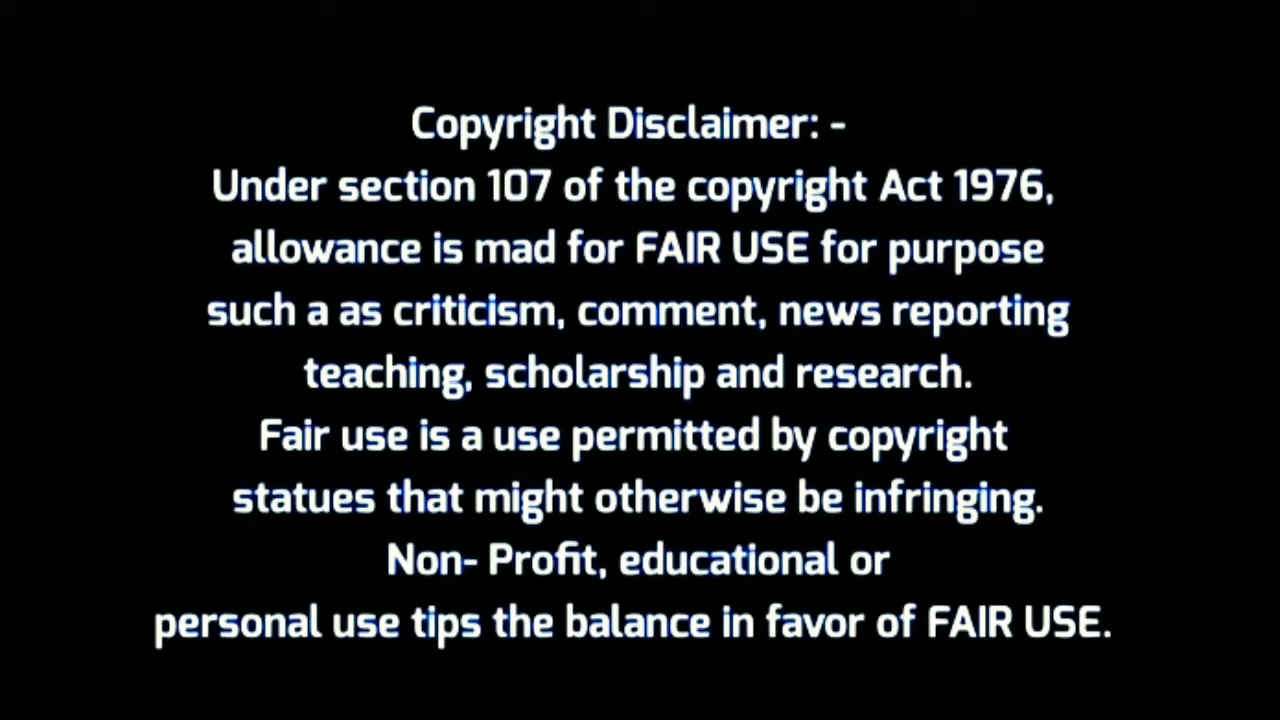 Copyright Disclaimer: -
Under section 107 of the copyright Act 1976,
allowance is mad for FAIR USE for purpose
such a as criticism, comment, news reporting
teaching, scholarship and research.
Fair use is a use permitted by copyright
statues that might otherwise be infringing.
Non- Profit, educational or
personal use tips the balance in favor of FAIR USE.